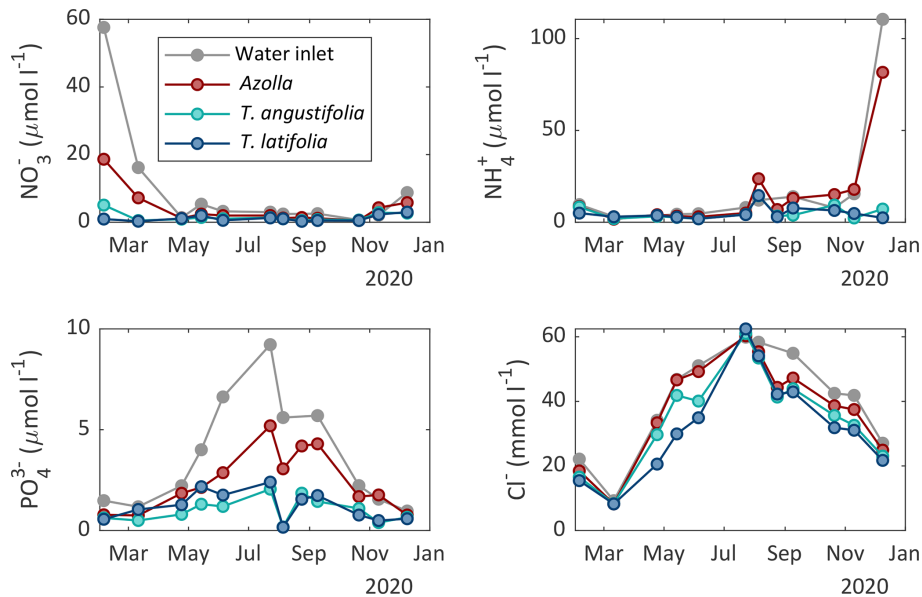 60
40
20
0
NO₃⁻ (μmol l⁻¹)
Water inlet
Azolla
T. angustifolia
T. latifolia
Mar May Jul Sep Nov Jan
2020
100
50
0
NH₄⁺ (μmol l⁻¹)
Mar May Jul Sep Nov Jan
2020
10
5
0
PO₄³⁻ (μmol l⁻¹)
Mar May Jul Sep Nov Jan
2020
60
40
20
0
Cl⁻ (mmol l⁻¹)
Mar May Jul Sep Nov Jan
2020